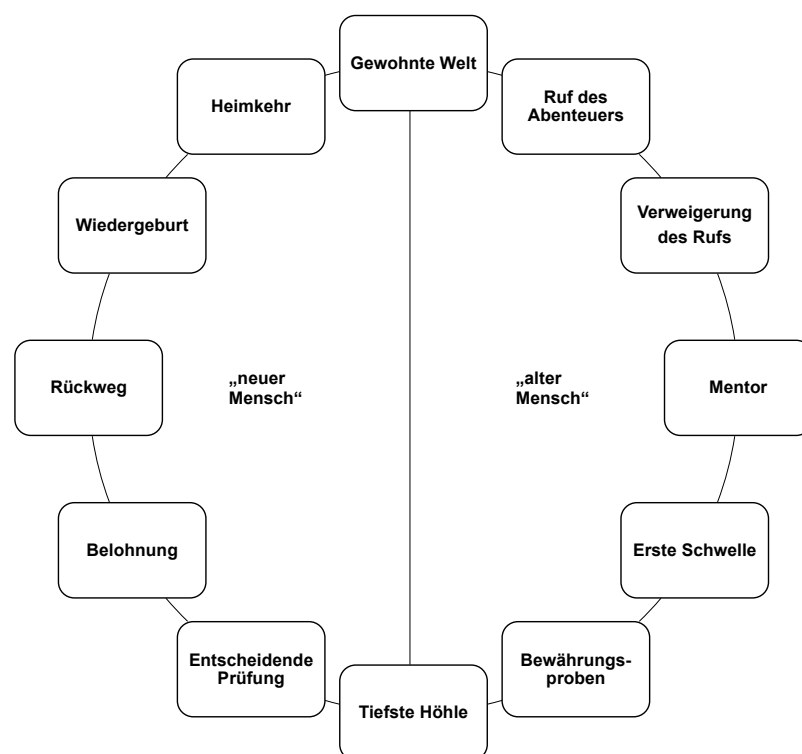 Gewohnte Welt
Ruf des
Abenteuers
Verweigerung
des Rufs
Mentor
Erste Schwelle
Bewährungs-
proben
Tiefste Höhle
Entscheidende
Prüfung
Belohnung
Rückweg
Wiedergeburt
Heimkehr
„neuer
Mensch“
„alter
Mensch“